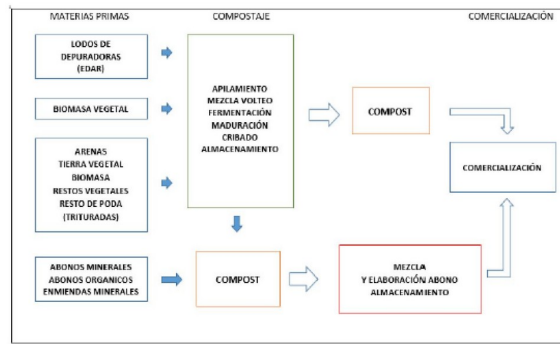 MATERIAS PRIMAS
COMPOSTAJE
COMERCIALIZACIÓN
LODOS DE
DEPURADORAS
(EDAR)
BIOMASA VEGETAL
ARENAS
TIERRA VEGETAL
BIOMASA
RESTOS VEGETALES
RESTO DE PODA
(TRITURADAS)
APILAMIENTO
MEZCLA VOLTEO
FERMENTACIÓN
MADURACIÓN
CRIBADO
ALMACENAMIENTO
COMPOST
COMERCIALIZACIÓN
ABONOS MINERALES
ABONOS ORGANICOS
ENMIENDAS MINERALES
COMPOST
MEZCLA
Y ELABORACIÓN ABONO
ALMACENAMIENTO